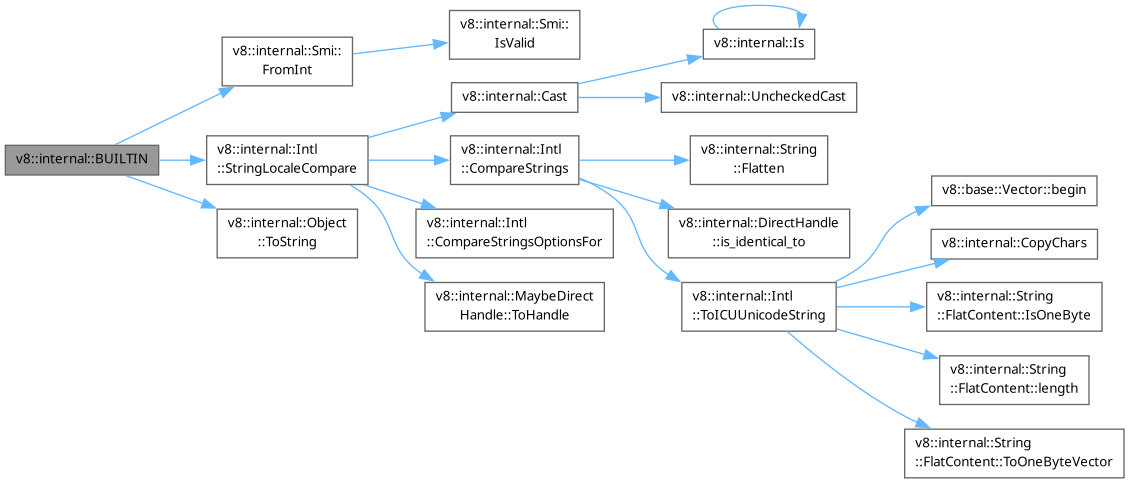 v8::internal::BUILTIN
v8::internal::Smi::
FromInt
v8::internal::Smi::
IsValid
v8::internal::Intl
::StringLocaleCompare
v8::internal::Cast
v8::internal::Is
v8::internal::UncheckedCast
v8::internal::Intl
::CompareStrings
v8::internal::String
::Flatten
v8::internal::DirectHandle
::is_identical_to
v8::internal::Intl
::ToICUUnicodeString
v8::base::Vector::begin
v8::internal::CopyChars
v8::internal::String
::FlatContent::IsOneByte
v8::internal::String
::FlatContent::length
v8::internal::String
::FlatContent::ToOneByteVector
v8::internal::Intl
::CompareStringsOptionsFor
v8::internal::MaybeDirect
Handle::ToHandle
v8::internal::Object
::ToString